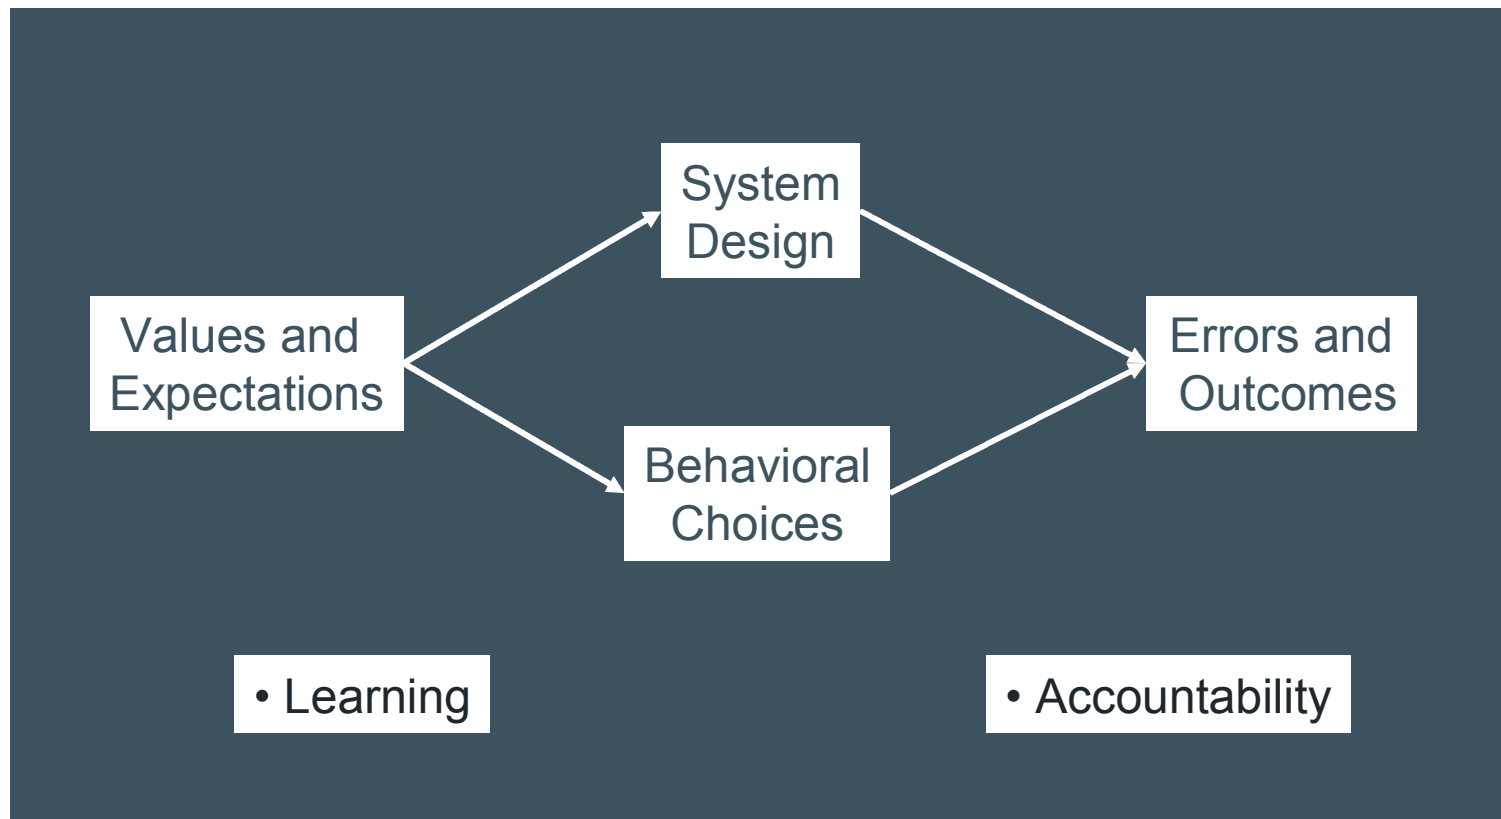 System
Design
Values and
Expectations
Errors and
Outcomes
Behavioral
Choices
• Learning
• Accountability